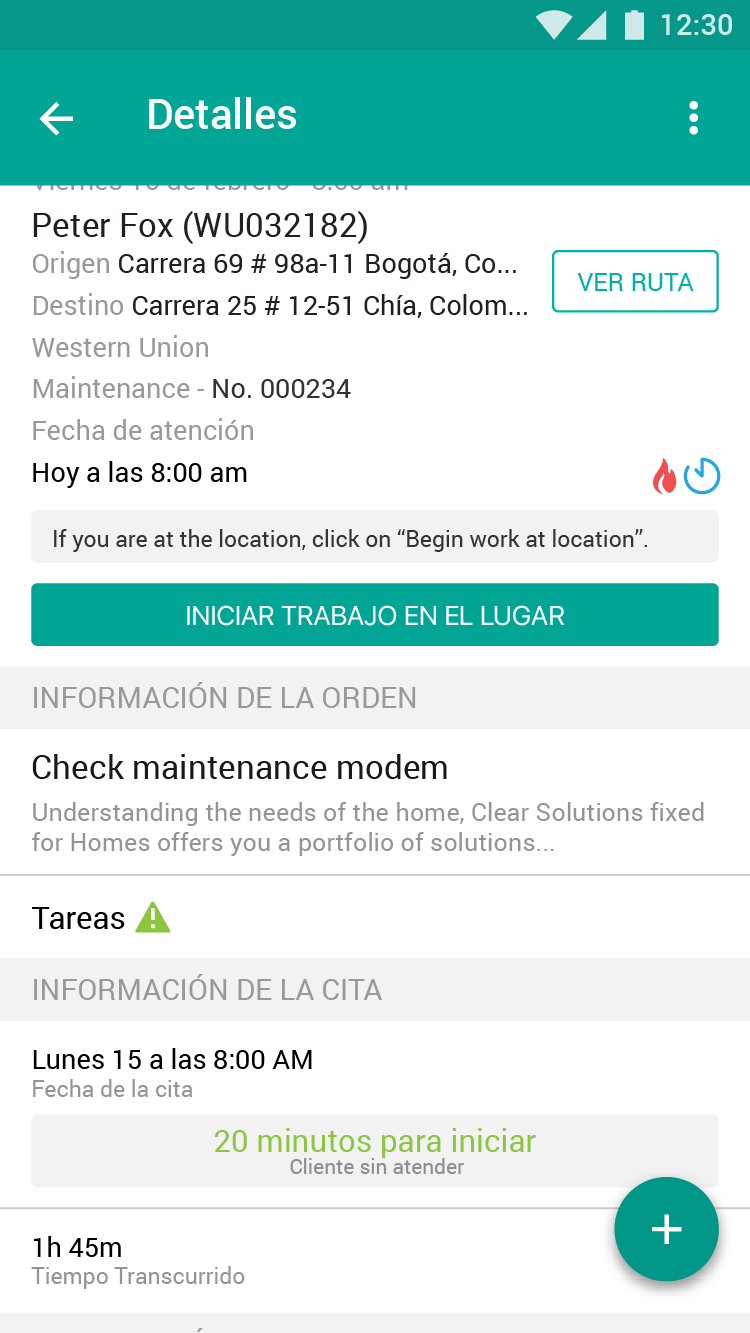 12:30
Detalles
Peter Fox (WU032182)
Origen Carrera 69 # 98a-11 Bogotá, Co...
VER RUTA
Destino Carrera 25 # 12-51 Chía, Colom...
Western Union
Maintenance - No. 000234
Fecha de atención
Hoy a las 8:00 am
If you are at the location, click on “Begin work at location”.
INICIAR TRABAJO EN EL LUGAR
INFORMACIÓN DE LA ORDEN
Check maintenance modem
Understanding the needs of the home, Clear Solutions fixed
for Homes offers you a portfolio of solutions...
Tareas
INFORMACIÓN DE LA CITA
Lunes 15 a las 8:00 AM
Fecha de la cita
20 minutos para iniciar
Cliente sin atender
1h 45m
Tiempo Transcurrido